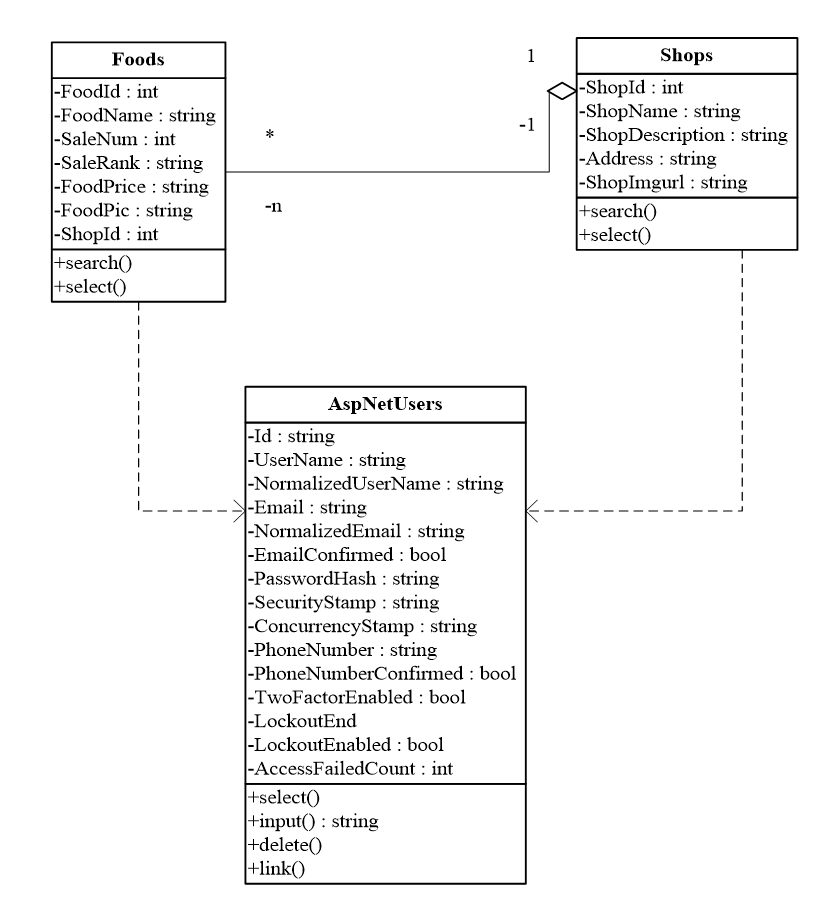 Foods
-FoodId : int
-FoodName : string
-SaleNum : int
-SaleRank : string
-FoodPrice : string
-FoodPic : string
-ShopId : int
+search()
+select()
*
-n
1
-1
Shops
-ShopId : int
-ShopName : string
-ShopDescription : string
-Address : string
-ShopImgurl : string
+search()
+select()
AspNetUsers
-Id : string
-UserName : string
-NormalizedUserName : string
-Email : string
-NormalizedEmail : string
-EmailConfirmed : bool
-PasswordHash : string
-SecurityStamp : string
-ConcurrencyStamp : string
-PhoneNumber : string
-PhoneNumberConfirmed : bool
-TwoFactorEnabled : bool
-LockoutEnd
-LockoutEnabled : bool
-AccessFailedCount : int
+select()
+input() : string
+delete()
+link()